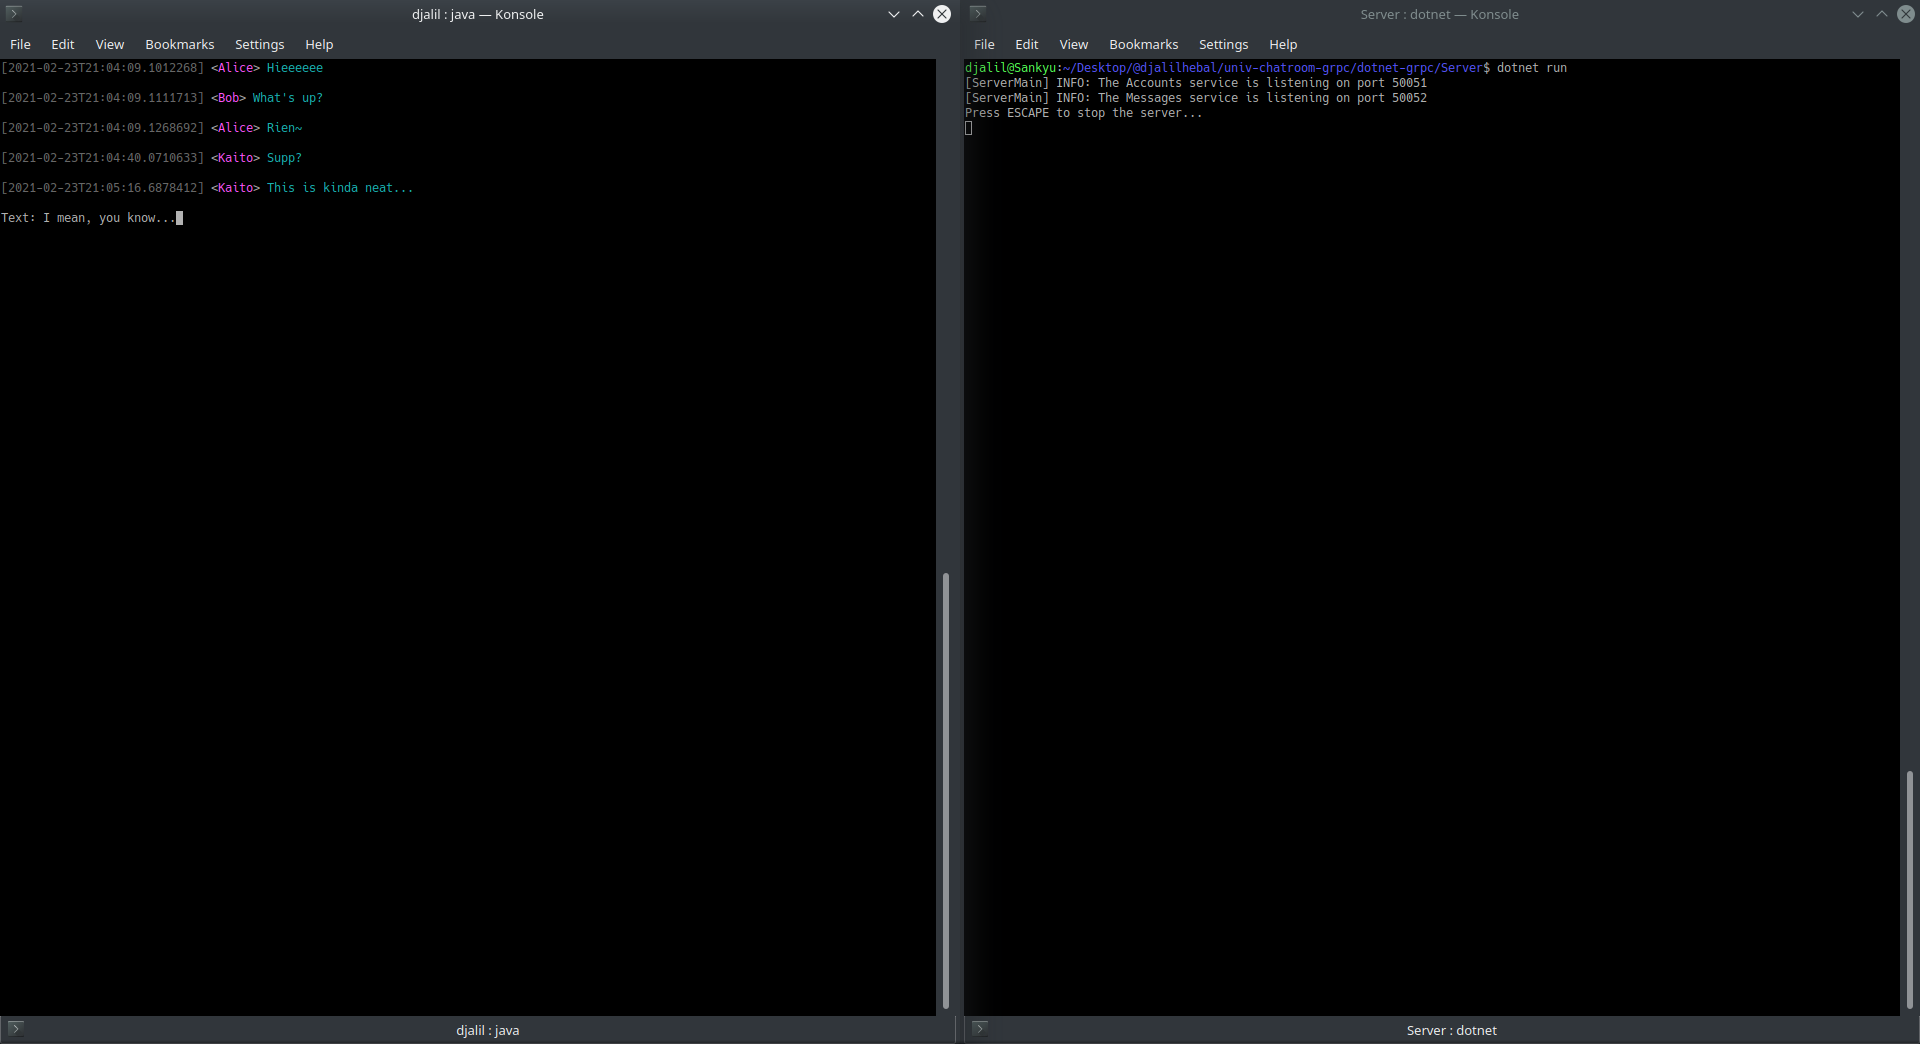 djalil : java — Konsole
File Edit View Bookmarks Settings Help
[2021-02-23T21:04:09.1012268] <Alice> Hieeeeee
[2021-02-23T21:04:09.1111713] <Bob> What's up?
[2021-02-23T21:04:09.1268692] <Alice> Rien~
[2021-02-23T21:04:40.0710633] <Kaito> Supp?
[2021-02-23T21:05:16.6878412] <Kaito> This is kinda neat...
Text: I mean, you know...
djalil : java
Server : dotnet — Konsole
File Edit View Bookmarks Settings Help
djalil@Sankyu:~/Desktop/@djalilhebal/univ-chatroom-grpc/dotnet-grpc/Server$ dotnet run
[ServerMain] INFO: The Accounts service is listening on port 50051
[ServerMain] INFO: The Messages service is listening on port 50052
Press ESCAPE to stop the server...
Server : dotnet